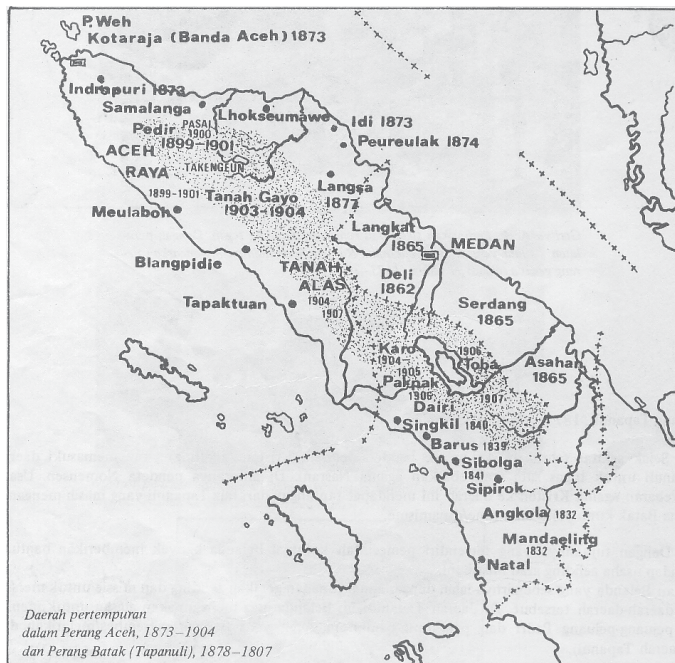 P. Weh
Kotaraja (Banda Aceh) 1873
Indrapuri 1873
Samalanga
Lhokseumawe
Idi 1873
Peureulak 1874
Pedir
PASAI
1900
1899–1901
ACEH
RAYA
TAKENGEUN
Langsa
1877
1899–1901
Tanah Gayo
1903–1904
Meulaboh
Langkat
1865
MEDAN
Blangpidie
TANAH
ALAS
1904
1907
Deli
1862
Tapaktuan
Serdang
1865
Karo
1904–
1905
1906
Toba
Asahan
1865
Pakpak
1906
1907
Dairi
Singkil 1840
Barus 1839
Sibolga
1841
Sipirok
Angkola 1832
Mandaeling
1832
Natal
Daerah pertempuran
dalam Perang Aceh, 1873–1904
dan Perang Batak (Tapanuli), 1878–1807